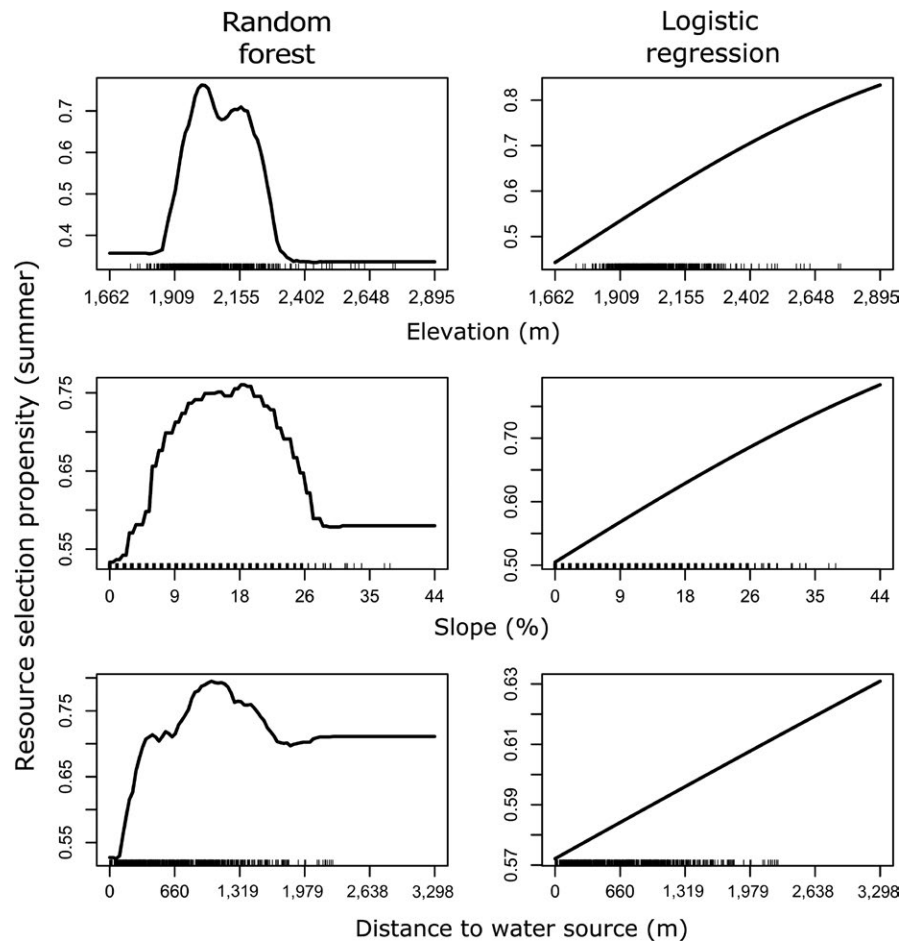 Random
forest
Logistic
regression
Resource selection propensity (summer)
0.4 0.5 0.6 0.7
1,662 1,909 2,155 2,402 2,648 2,895
0.5 0.6 0.7 0.8
1,662 1,909 2,155 2,402 2,648 2,895
Elevation (m)
0.55 0.65 0.75
0 9 18 26 35 44
0.50 0.60 0.70
0 9 18 26 35 44
Slope (%)
0.55 0.65 0.75
0 660 1,319 1,979 2,638 3,298
0.57 0.59 0.61 0.63
0 660 1,319 1,979 2,638 3,298
Distance to water source (m)